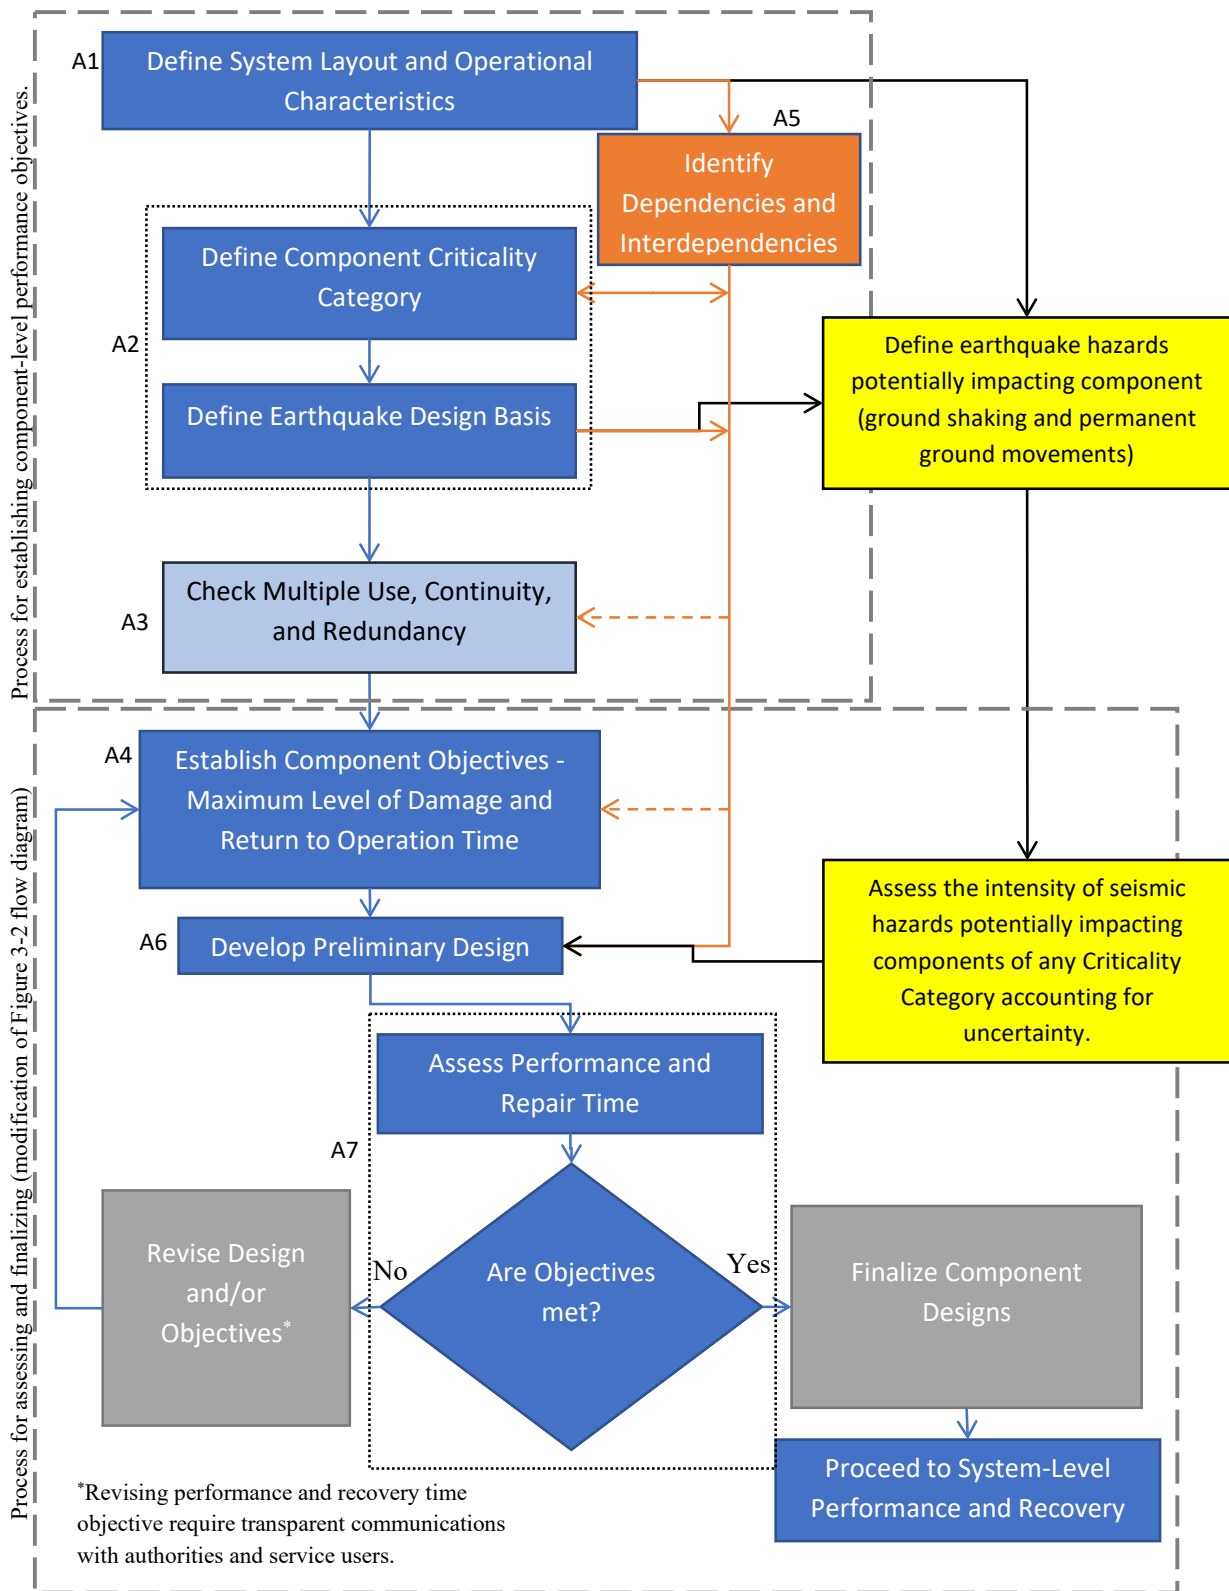 Process for establishing component-level performance objectives.
A1
Define System Layout and Operational
Characteristics
A5
Identify
Dependencies and
Interdependencies
A2
Define Component Criticality
Category
Define Earthquake Design Basis
Define earthquake hazards
potentially impacting component
(ground shaking and permanent
ground movements)
A3
Check Multiple Use, Continuity,
and Redundancy
Process for assessing and finalizing (modification of Figure 3-2 flow diagram)
A4
Establish Component Objectives -
Maximum Level of Damage and
Return to Operation Time
Assess the intensity of seismic
hazards potentially impacting
components of any Criticality
Category accounting for
uncertainty.
A6
Develop Preliminary Design
A7
Assess Performance and
Repair Time
Are Objectives
met?
No
Yes
Revise Design
and/or
Objectives*
Finalize Component
Designs
Proceed to System-Level
Performance and Recovery
*Revising performance and recovery time
objective require transparent communications
with authorities and service users.